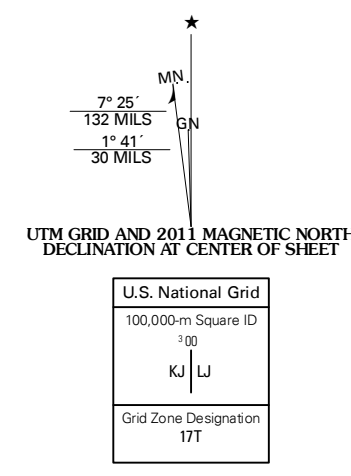 ★
MN.
7° 25´
132 MILS
GN
1° 41´
30 MILS
UTM GRID AND 2011 MAGNETIC NORTH
DECLINATION AT CENTER OF SHEET
U.S. National Grid
100,000-m Square ID
³00
KJ LJ
Grid Zone Designation
17T